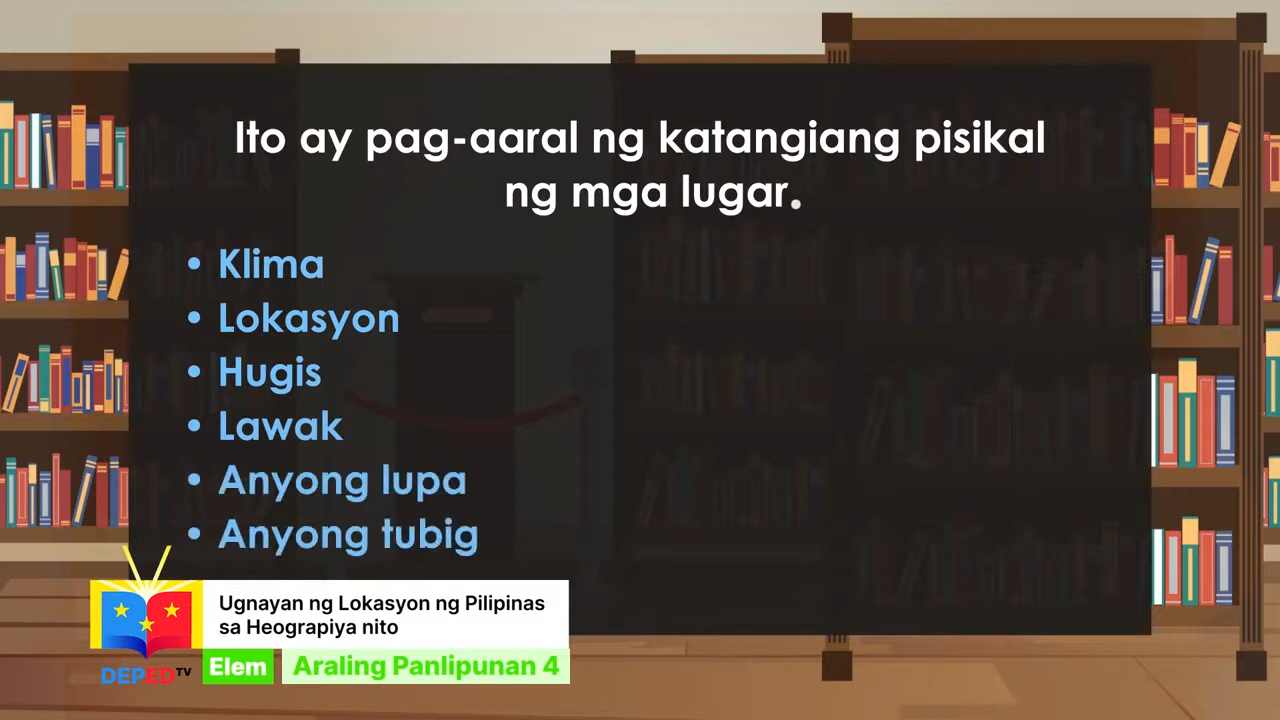 Ito ay pag-aaral ng katangiang pisikal
ng mga lugar.
• Klima
• Lokasyon
• Hugis
• Lawak
• Anyong lupa
• Anyong tubig
Ugnayan ng Lokasyon ng Pilipinas
sa Heograpiya nito
DEPED TV
Elem Araling Panlipunan 4